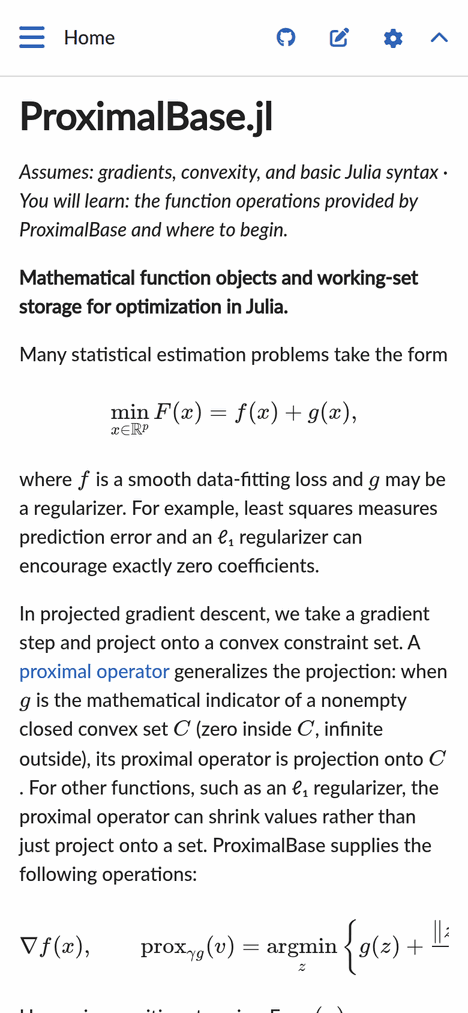 Home
ProximalBase.jl
Assumes: gradients, convexity, and basic Julia syntax ·
You will learn: the function operations provided by
ProximalBase and where to begin.
Mathematical function objects and working-set
storage for optimization in Julia.
Many statistical estimation problems take the form
min F(x) = f(x) + g(x),
x∈ℝᵖ
where f is a smooth data-fitting loss and g may be
a regularizer. For example, least squares measures
prediction error and an ℓ₁ regularizer can
encourage exactly zero coefficients.
In projected gradient descent, we take a gradient
step and project onto a convex constraint set. A
proximal operator generalizes the projection: when
g is the mathematical indicator of a nonempty
closed convex set C (zero inside C, infinite
outside), its proximal operator is projection onto C
. For other functions, such as an ℓ₁ regularizer, the
proximal operator can shrink values rather than
just project onto a set. ProximalBase supplies the
following operations:
∇f(x), prox_γg(v) = argmin { g(z) +
z